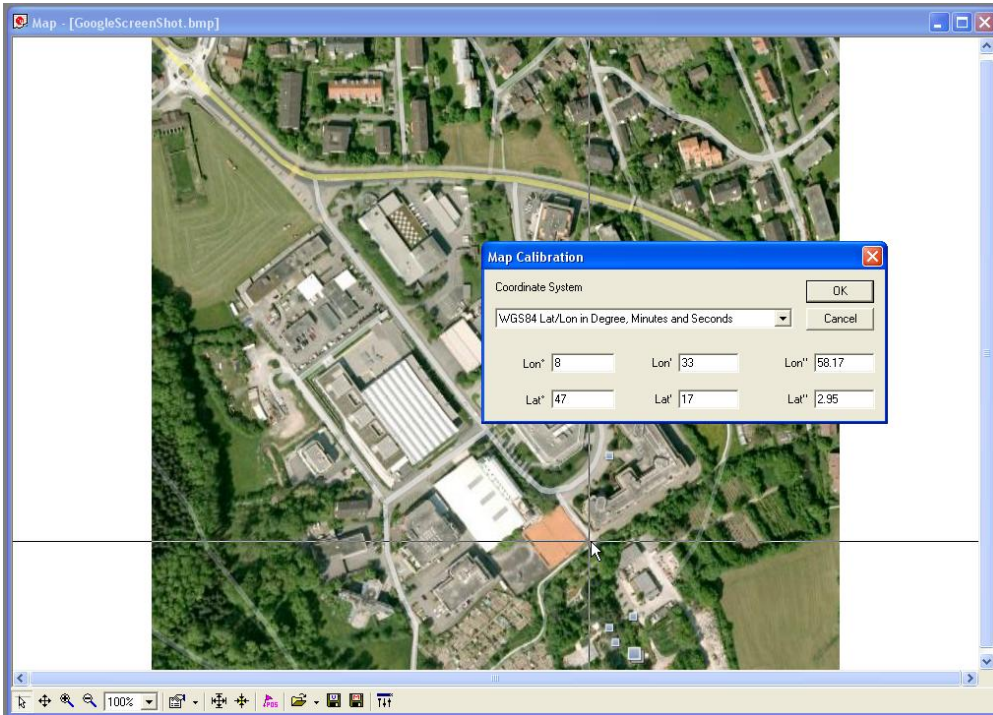 Map - [GoogleScreenShot.bmp]
Map Calibration
Coordinate System
OK
WGS84 Lat/Lon in Degree, Minutes and Seconds
Cancel
Lon° 8 Lon' 33 Lon'' 58.17
Lat° 47 Lat' 17 Lat'' 2.95
100%
POS